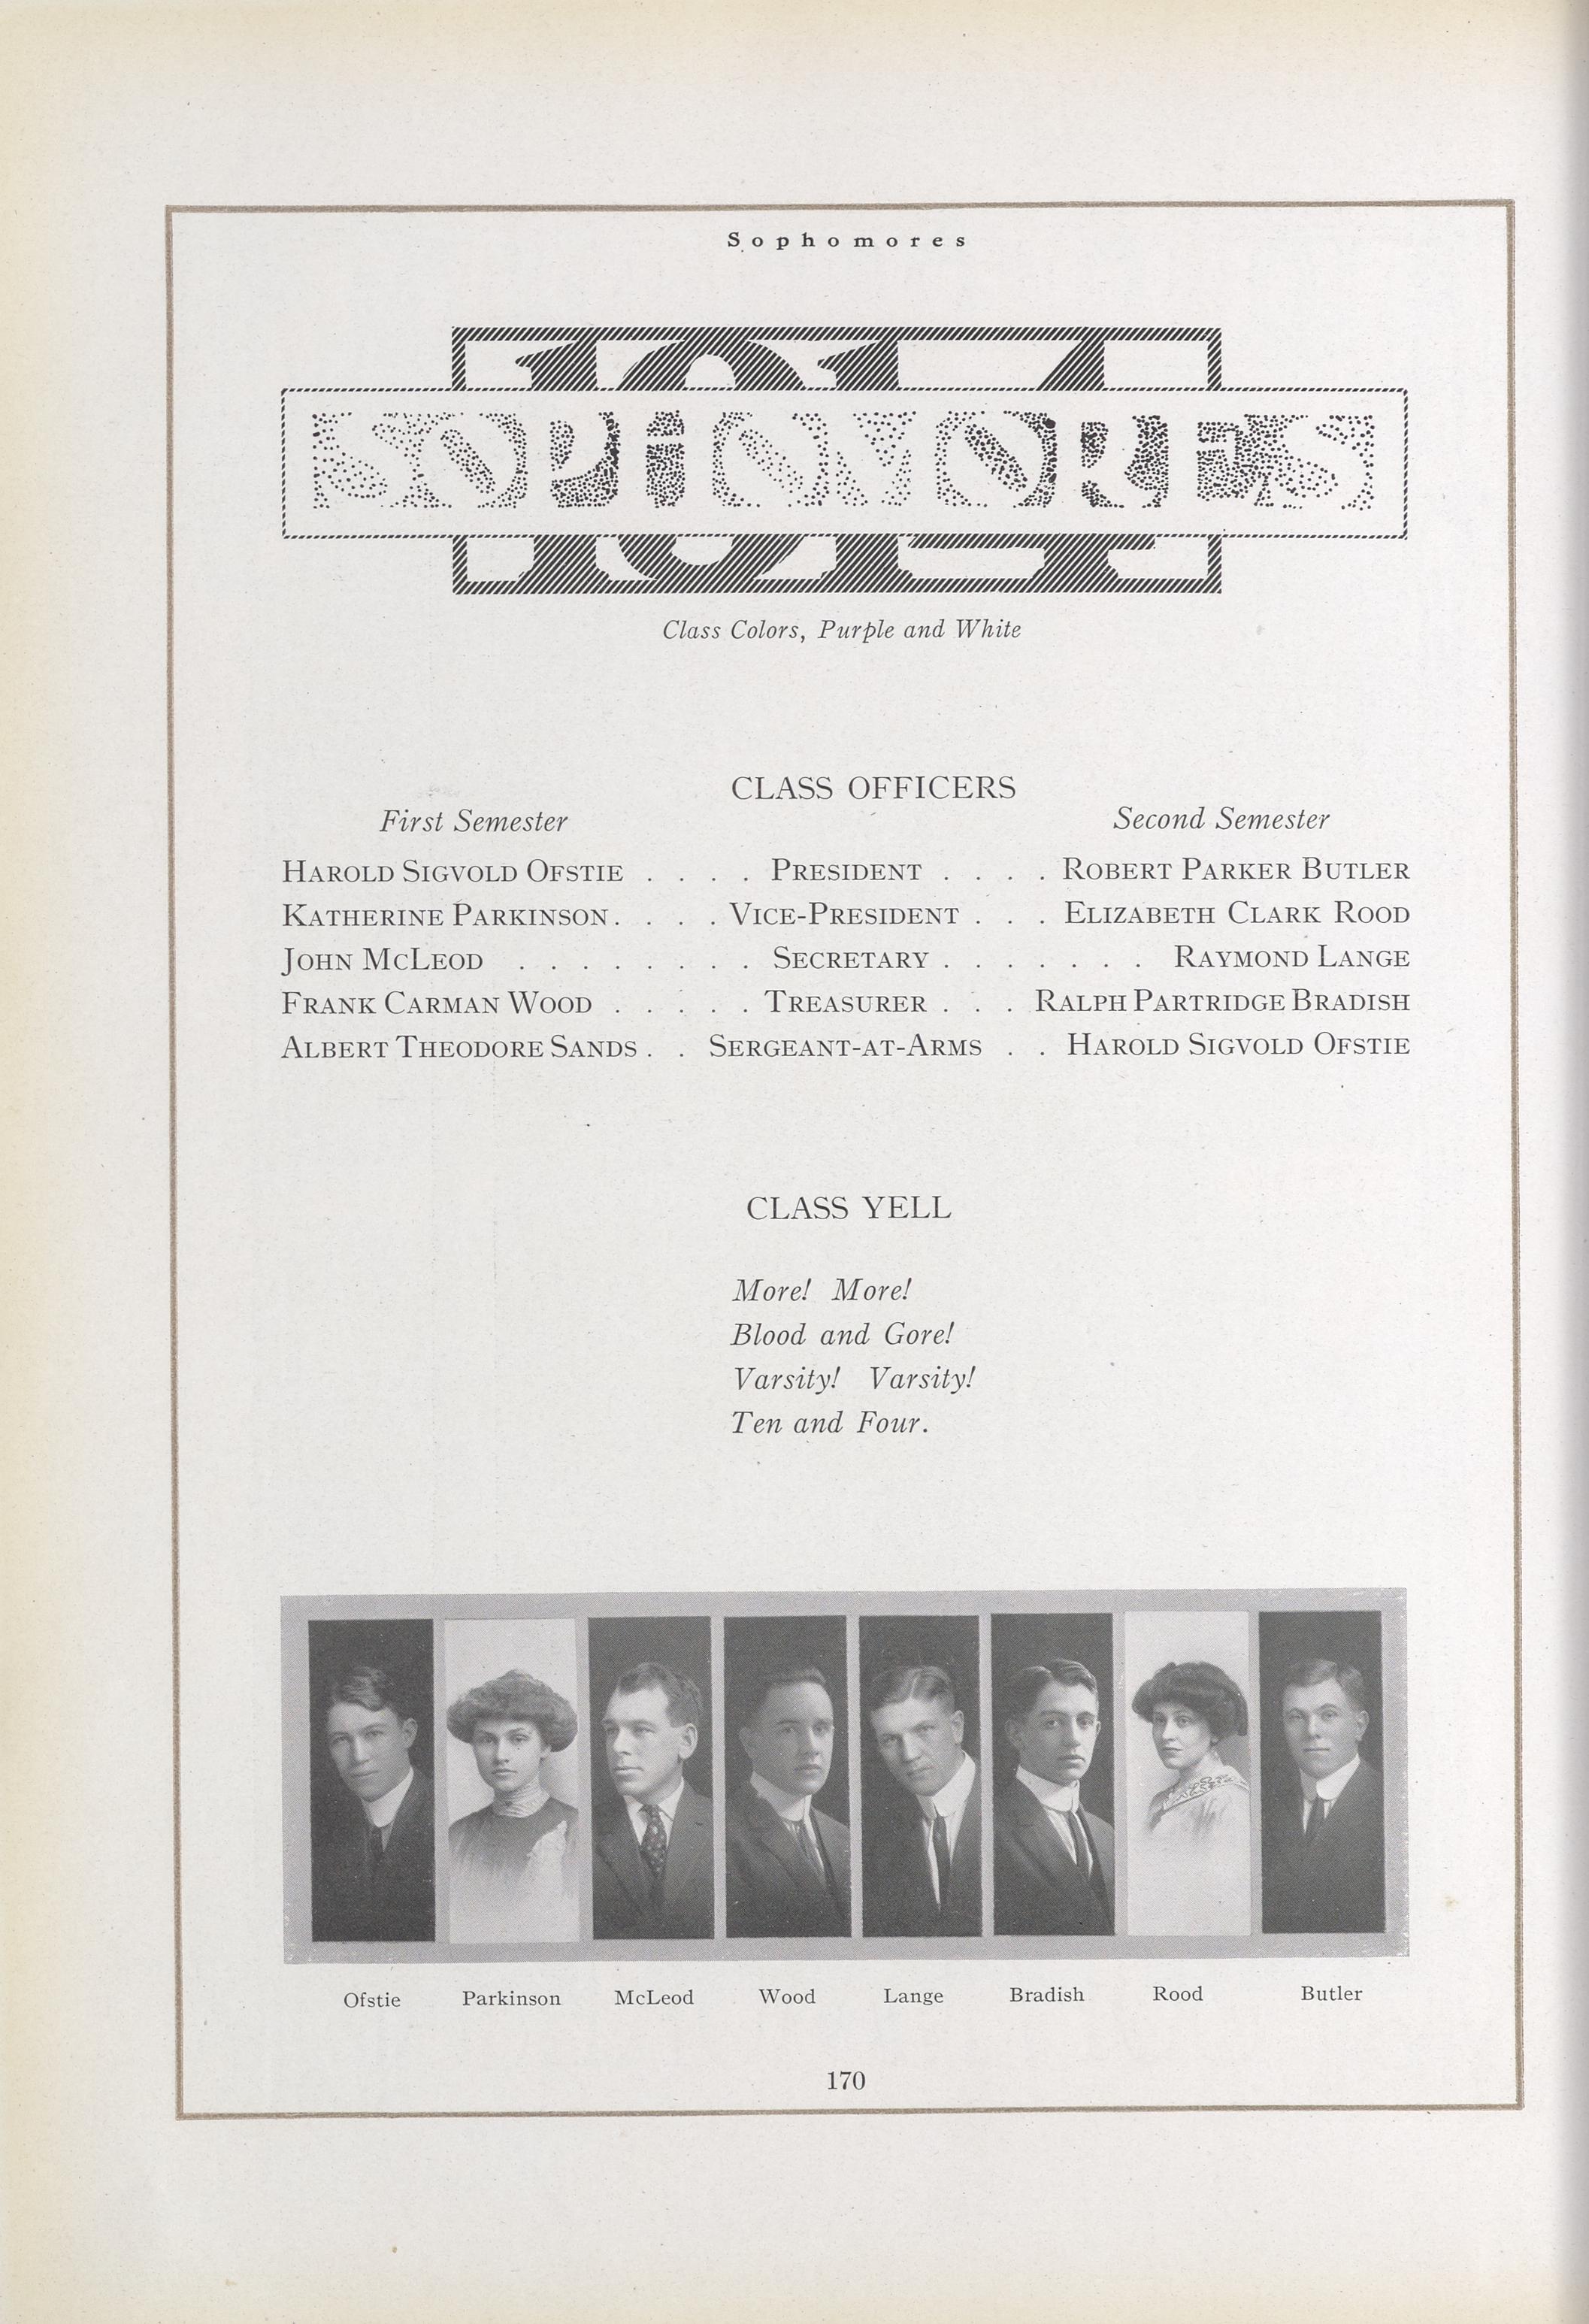 Sophomores
1914
SOPHOMORES
Class Colors, Purple and White
CLASS OFFICERS
First Semester Second Semester
HAROLD SIGVOLD OFSTIE . . . . PRESIDENT . . . . ROBERT PARKER BUTLER
KATHERINE PARKINSON. . . . VICE-PRESIDENT . . . ELIZABETH CLARK ROOD
JOHN MCLEOD . . . . . . . . SECRETARY . . . . . . . RAYMOND LANGE
FRANK CARMAN WOOD . . . . . TREASURER . . . RALPH PARTRIDGE BRADISH
ALBERT THEODORE SANDS . . SERGEANT-AT-ARMS . . HAROLD SIGVOLD OFSTIE
CLASS YELL
More! More!
Blood and Gore!
Varsity! Varsity!
Ten and Four.
Ofstie Parkinson McLeod Wood Lange Bradish Rood Butler
170